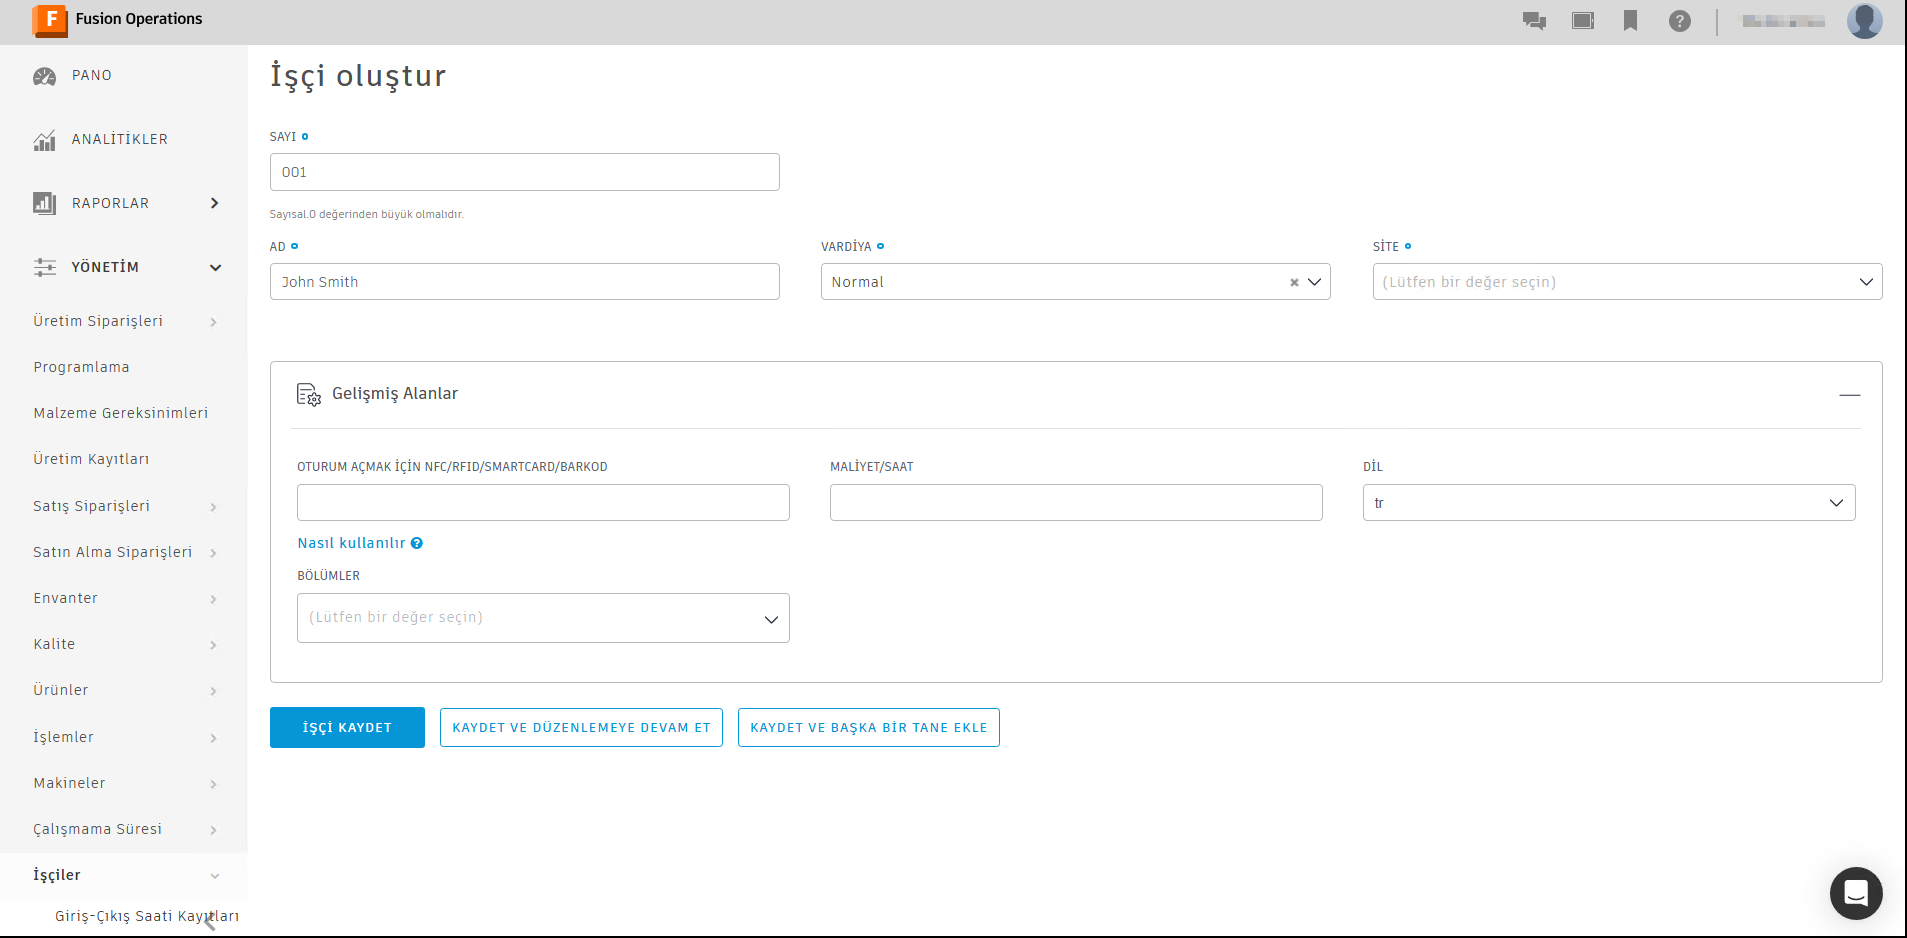 Fusion Operations
PANO
ANALİTİKLER
RAPORLAR
YÖNETİM
Üretim Siparişleri
Programlama
Malzeme Gereksinimleri
Üretim Kayıtları
Satış Siparişleri
Satın Alma Siparişleri
Envanter
Kalite
Ürünler
İşlemler
Makineler
Çalışmama Süresi
İşçiler
Giriş-Çıkış Saati Kayıtları
İşçi oluştur
SAYI
001
Sayısal.0 değerinden büyük olmalıdır.
AD
John Smith
VARDİYA
Normal
SİTE
(Lütfen bir değer seçin)
Gelişmiş Alanlar
OTURUM AÇMAK İÇİN NFC/RFID/SMARTCARD/BARKOD
Nasıl kullanılır
MALİYET/SAAT
DİL
tr
BÖLÜMLER
(Lütfen bir değer seçin)
İŞÇİ KAYDET
KAYDET VE DÜZENLEMEYE DEVAM ET
KAYDET VE BAŞKA BİR TANE EKLE